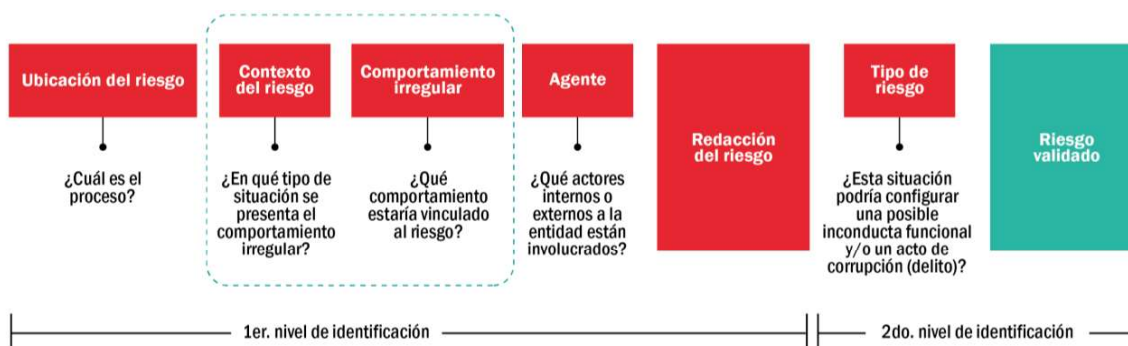 Ubicación del riesgo
¿Cuál es el
proceso?
Contexto
del riesgo
¿En qué tipo de
situación se
presenta el
comportamiento
irregular?
Comportamiento
irregular
¿Qué
comportamiento
estaría vinculado
al riesgo?
Agente
¿Qué actores
internos o
externos a la
entidad están
involucrados?
Redacción
del riesgo
Tipo de
riesgo
¿Esta situación
podría configurar
una posible
inconducta funcional
y/o un acto de
corrupción (delito)?
Riesgo
validado
1er. nivel de identificación
2do. nivel de identificación